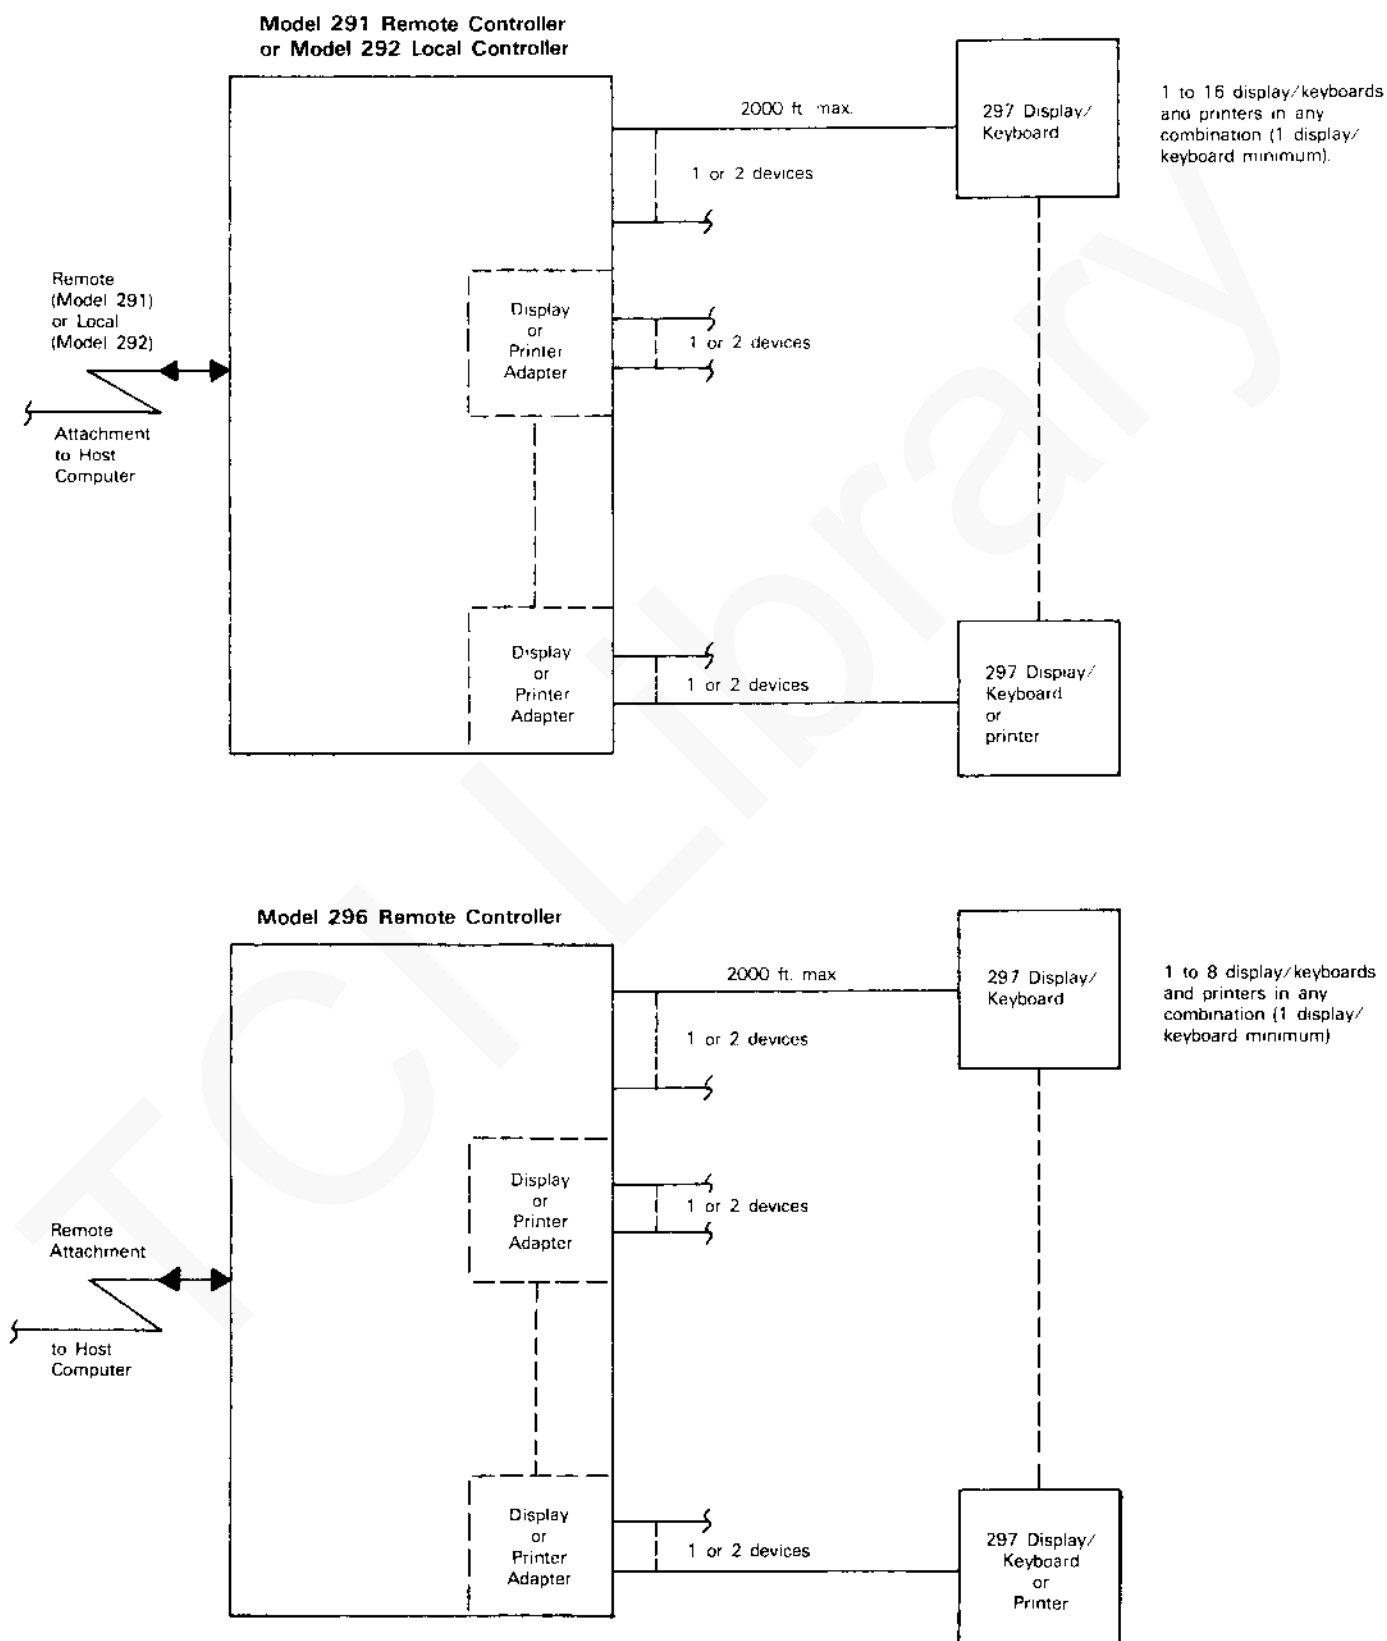 Model 291 Remote Controller
or Model 292 Local Controller
2000 ft. max.
297 Display/
Keyboard
1 to 16 display/keyboards
and printers in any
combination (1 display/
keyboard minimum).
1 or 2 devices
Remote
(Model 291)
or Local
(Model 292)
Display
or
Printer
Adapter
1 or 2 devices
Attachment
to Host
Computer
Display
or
Printer
Adapter
1 or 2 devices
297 Display/
Keyboard
or
printer
Model 296 Remote Controller
2000 ft. max
297 Display/
Keyboard
1 to 8 display/keyboards
and printers in any
combination (1 display/
keyboard minimum)
1 or 2 devices
Display
or
Printer
Adapter
1 or 2 devices
Remote
Attachment
to Host
Computer
Display
or
Printer
Adapter
1 or 2 devices
297 Display/
Keyboard
or
Printer
TCI Library